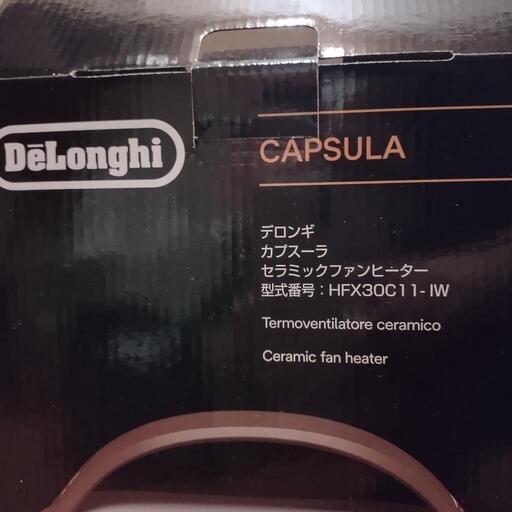 DēLonghi
CAPSULA
デロンギ
カプスーラ
セラミックファンヒーター
型式番号：HFX30C11-IW
Termoventilatore ceramico
Ceramic fan heater